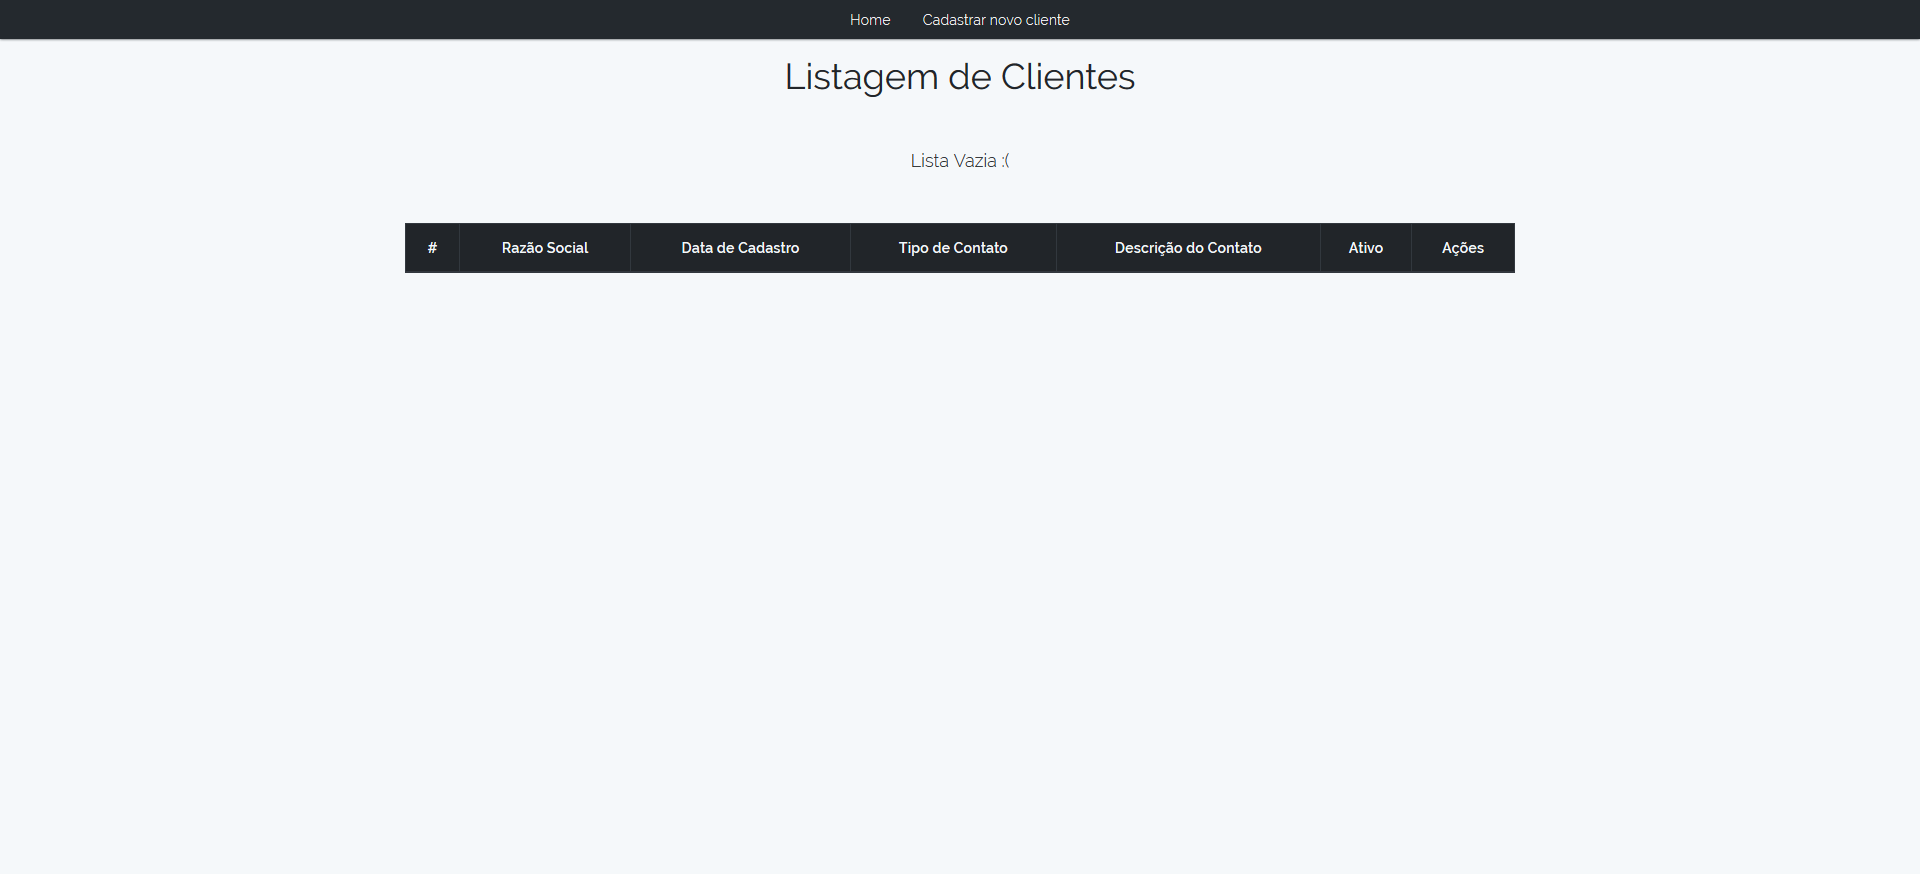 Home Cadastrar novo cliente
Listagem de Clientes
Lista Vazia :(
# Razão Social Data de Cadastro Tipo de Contato Descrição do Contato Ativo Ações